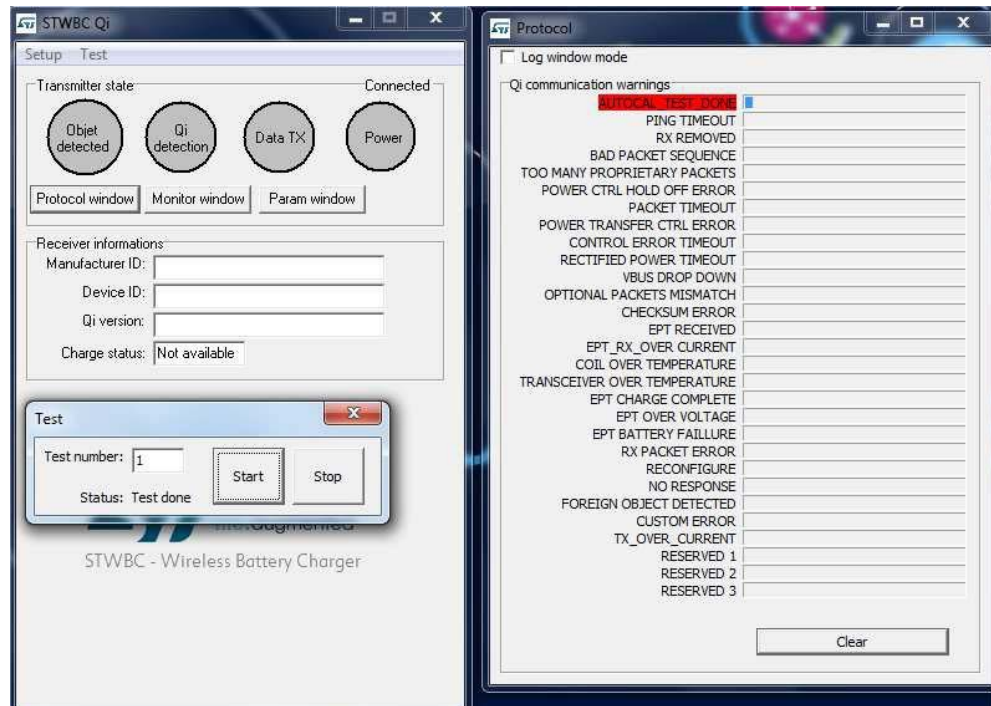 STWBC Qi
Setup Test
Transmitter state Connected
Objet detected
Qi detection
Data TX
Power
Protocol window Monitor window Param window
Receiver informations
Manufacturer ID:
Device ID:
Qi version:
Charge status: Not available
Test
Test number: 1
Start Stop
Status: Test done
STWBC - Wireless Battery Charger
Protocol
Log window mode
Qi communication warnings
AUTOCAL_TEST_DONE
PING TIMEOUT
RX REMOVED
BAD PACKET SEQUENCE
TOO MANY PROPRIETARY PACKETS
POWER CTRL HOLD OFF ERROR
PACKET TIMEOUT
POWER TRANSFER CTRL ERROR
CONTROL ERROR TIMEOUT
RECTIFIED POWER TIMEOUT
VBUS DROP DOWN
OPTIONAL PACKETS MISMATCH
CHECKSUM ERROR
EPT RECEIVED
EPT_RX_OVER CURRENT
COIL OVER TEMPERATURE
TRANSCEIVER OVER TEMPERATURE
EPT CHARGE COMPLETE
EPT OVER VOLTAGE
EPT BATTERY FAILLURE
RX PACKET ERROR
RECONFIGURE
NO RESPONSE
FOREIGN OBJECT DETECTED
CUSTOM ERROR
TX_OVER_CURRENT
RESERVED 1
RESERVED 2
RESERVED 3
Clear